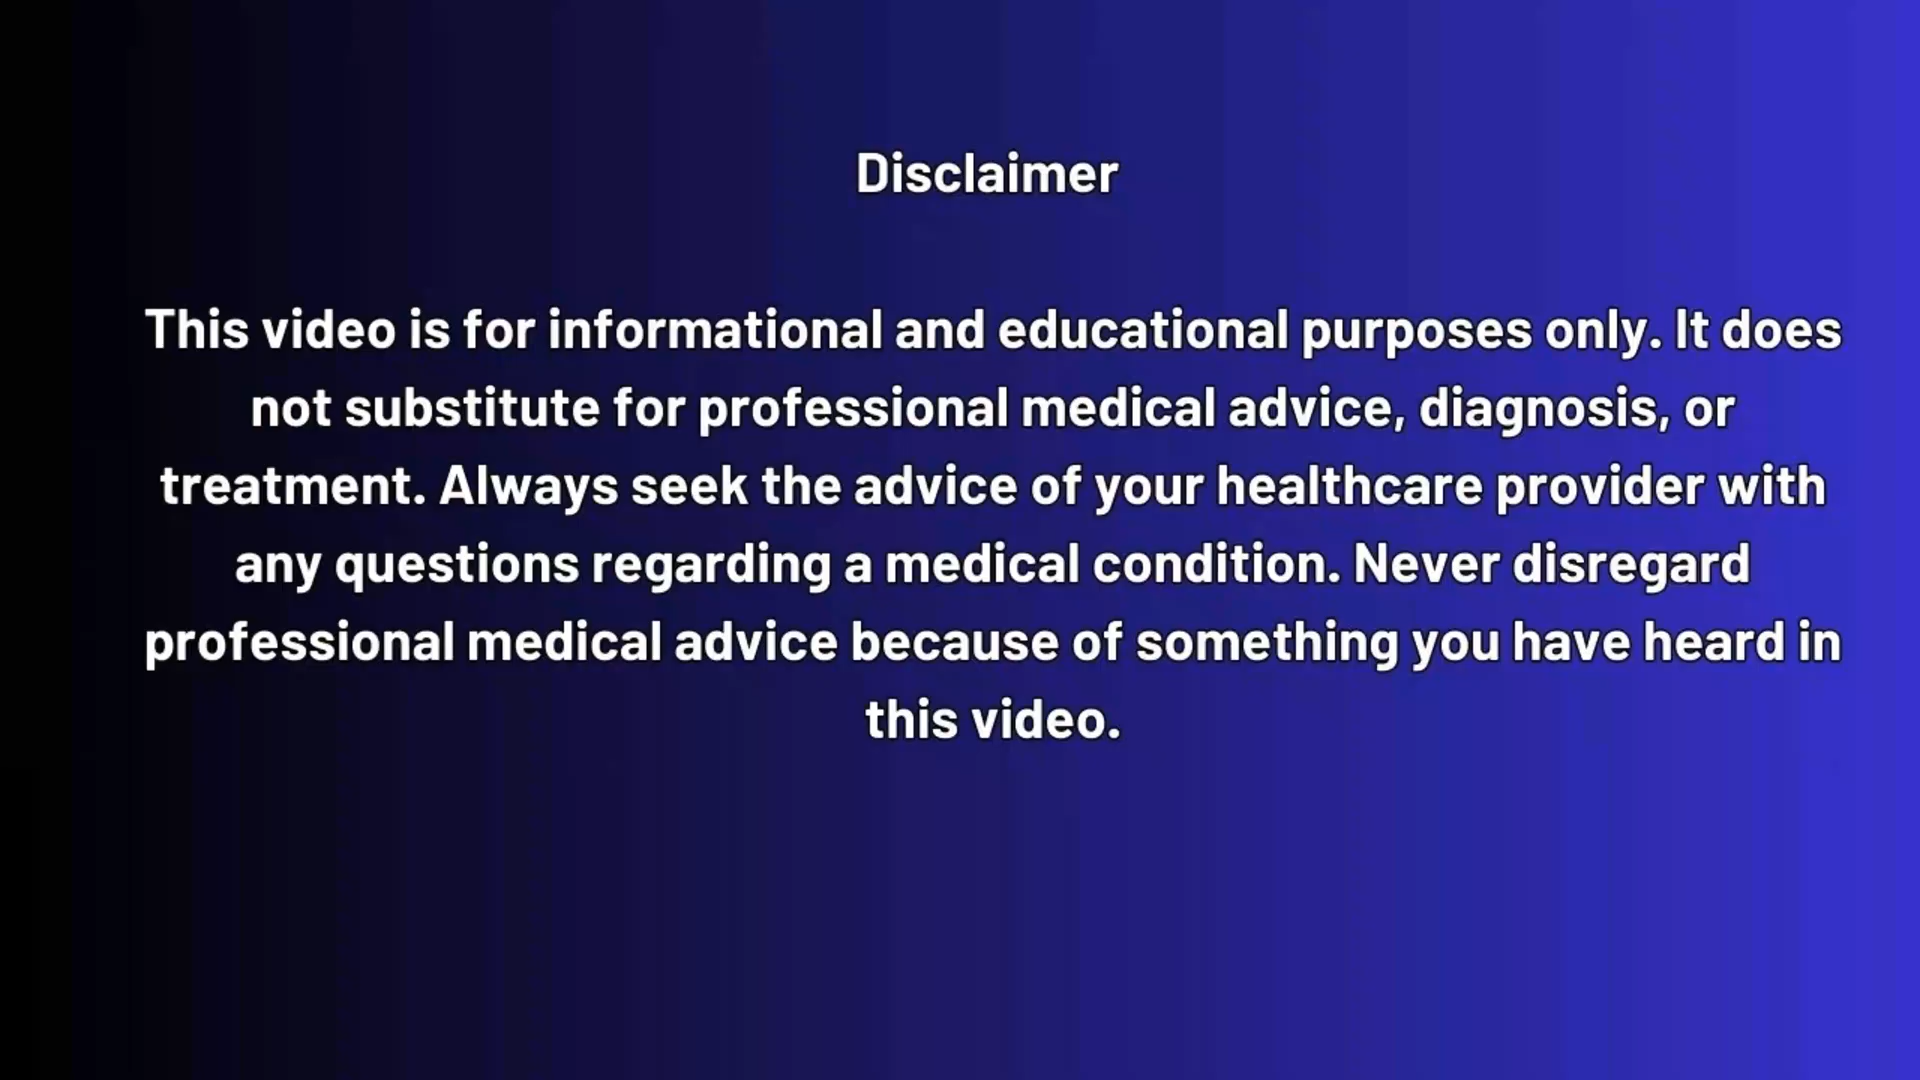 Disclaimer
This video is for informational and educational purposes only. It does
not substitute for professional medical advice, diagnosis, or
treatment. Always seek the advice of your healthcare provider with
any questions regarding a medical condition. Never disregard
professional medical advice because of something you have heard in
this video.